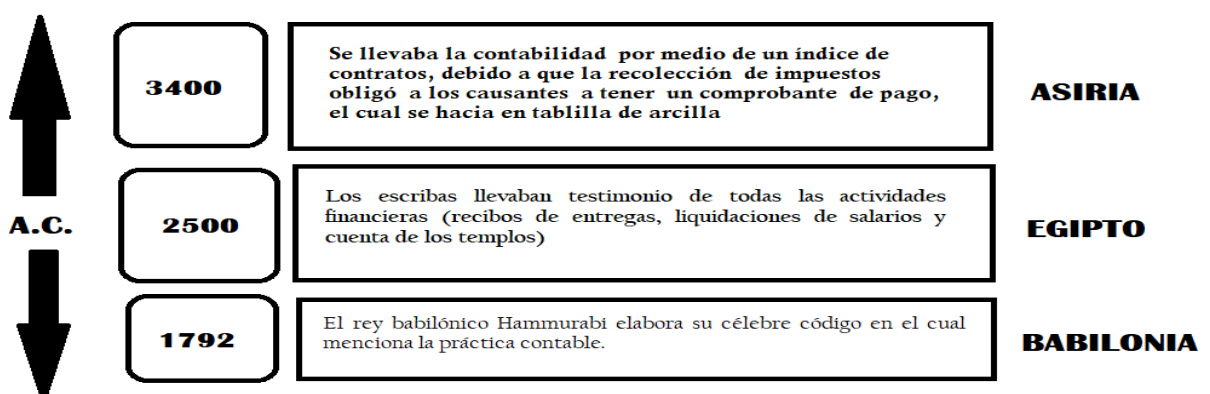 3400
Se llevaba la contabilidad por medio de un índice de
contratos, debido a que la recolección de impuestos
obligó a los causantes a tener un comprobante de pago,
el cual se hacia en tablilla de arcilla
ASIRIA
A.C.
2500
Los escribas llevaban testimonio de todas las actividades
financieras (recibos de entregas, liquidaciones de salarios y
cuenta de los templos)
EGIPTO
1792
El rey babilónico Hammurabi elabora su célebre código en el cual
menciona la práctica contable.
BABILONIA